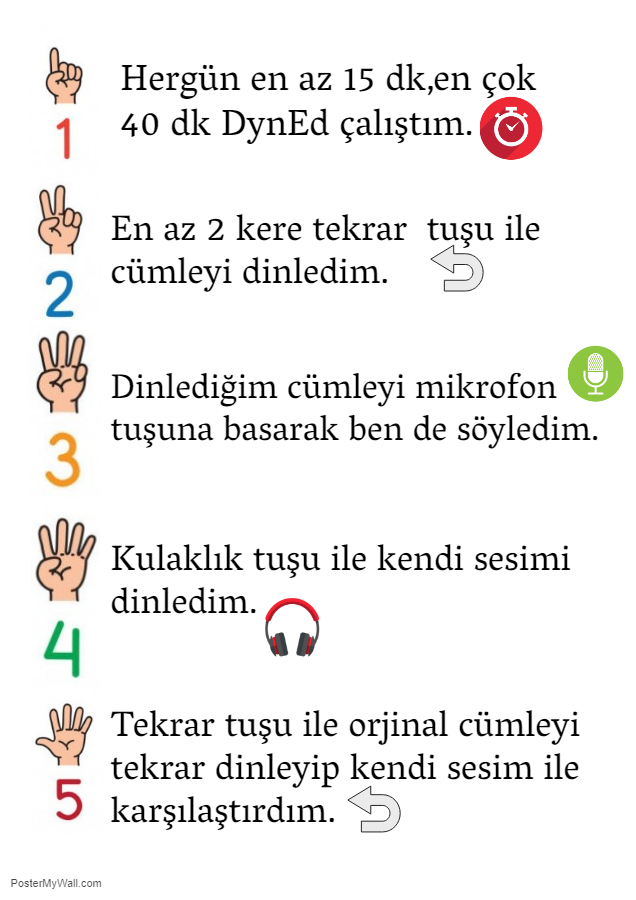 1
Hergün en az 15 dk,en çok
40 dk DynEd çalıştım.
2
En az 2 kere tekrar tuşu ile
cümleyi dinledim.
3
Dinlediğim cümleyi mikrofon
tuşuna basarak ben de söyledim.
4
Kulaklık tuşu ile kendi sesimi
dinledim.
5
Tekrar tuşu ile orjinal cümleyi
tekrar dinleyip kendi sesim ile
karşılaştırdım.
PosterMyWall.com